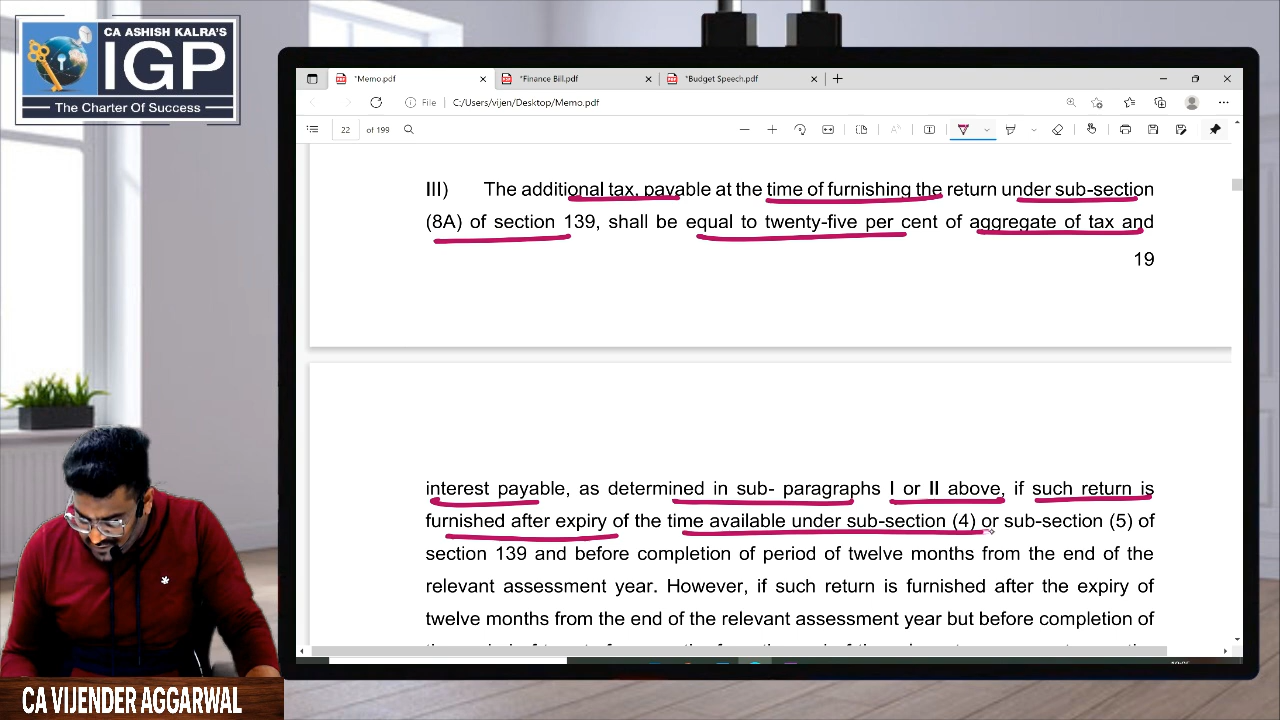 CA ASHISH KALRA'S
IGP
The Charter Of Success
*Memo.pdf
*Finance Bill.pdf
*Budget Speech.pdf
File
C:/Users/vijen/Desktop/Memo.pdf
22 of 199
III) The additional tax, payable at the time of furnishing the return under sub-section
(8A) of section 139, shall be equal to twenty-five per cent of aggregate of tax and
19
interest payable, as determined in sub- paragraphs I or II above, if such return is
furnished after expiry of the time available under sub-section (4) or sub-section (5) of
section 139 and before completion of period of twelve months from the end of the
relevant assessment year. However, if such return is furnished after the expiry of
twelve months from the end of the relevant assessment year but before completion of
CA VIJENDER AGGARWAL